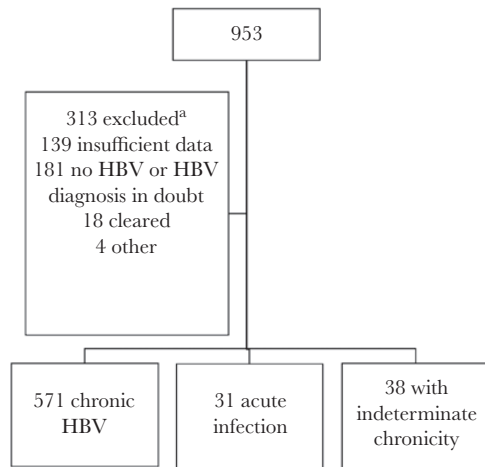 953
313 excludedᵃ
139 insufficient data
181 no HBV or HBV
diagnosis in doubt
18 cleared
4 other
571 chronic
HBV
31 acute
infection
38 with
indeterminate
chronicity